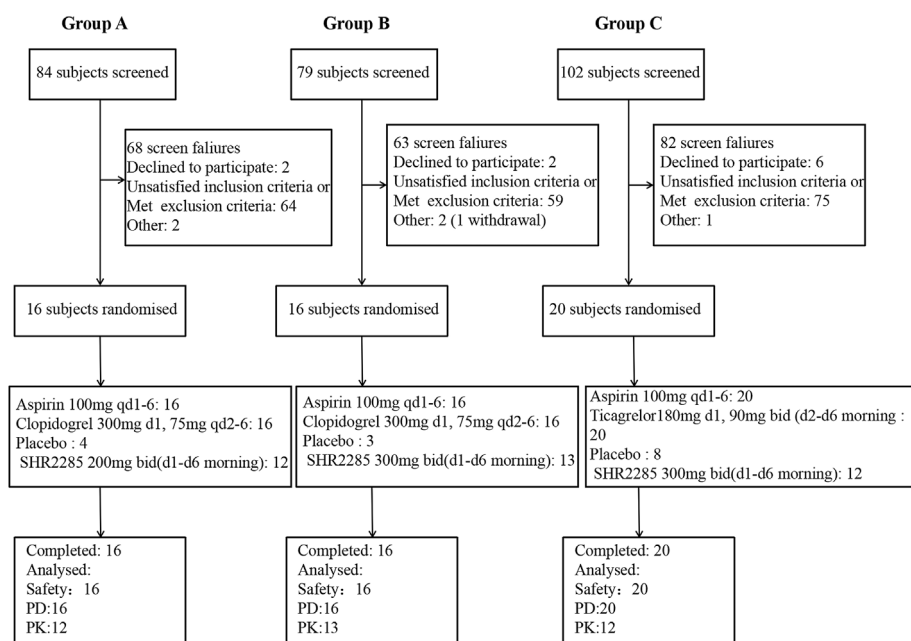 Group A
84 subjects screened
68 screen faliures
Declined to participate: 2
Unsatisfied inclusion criteria or
Met exclusion criteria: 64
Other: 2
16 subjects randomised
Aspirin 100mg qd1-6: 16
Clopidogrel 300mg d1, 75mg qd2-6: 16
Placebo : 4
SHR2285 200mg bid(d1-d6 morning): 12
Completed: 16
Analysed:
Safety：16
PD:16
PK:12
Group B
79 subjects screened
63 screen faliures
Declined to participate: 2
Unsatisfied inclusion criteria or
Met exclusion criteria: 59
Other: 2 (1 withdrawal)
16 subjects randomised
Aspirin 100mg qd1-6: 16
Clopidogrel 300mg d1, 75mg qd2-6: 16
Placebo : 3
SHR2285 300mg bid(d1-d6 morning): 13
Completed: 16
Analysed:
Safety：16
PD:16
PK:13
Group C
102 subjects screened
82 screen faliures
Declined to participate: 6
Unsatisfied inclusion criteria or
Met exclusion criteria: 75
Other: 1
20 subjects randomised
Aspirin 100mg qd1-6: 20
Ticagrelor180mg d1, 90mg bid (d2-d6 morning :
20
Placebo : 8
SHR2285 300mg bid(d1-d6 morning): 12
Completed: 20
Analysed:
Safety：20
PD:20
PK:12